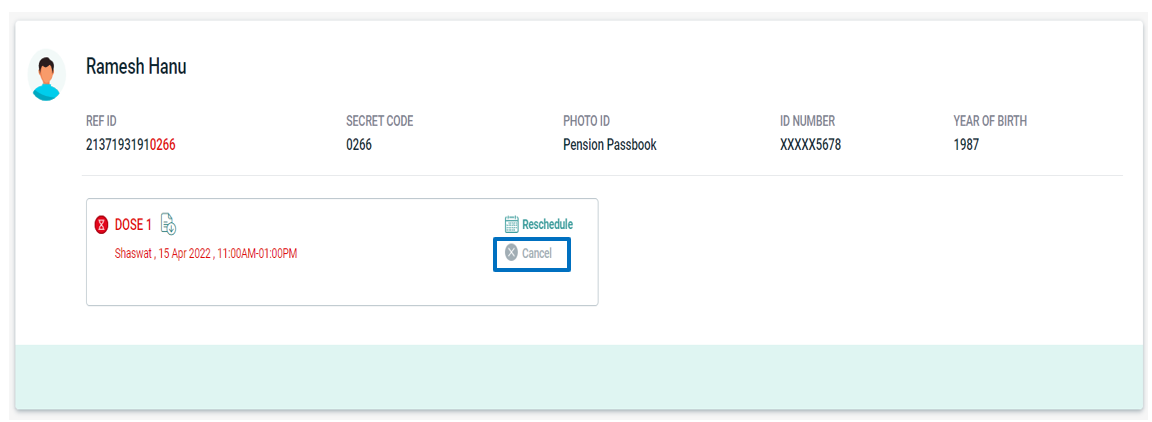 Ramesh Hanu
REF ID SECRET CODE PHOTO ID ID NUMBER YEAR OF BIRTH
21371931910266 0266 Pension Passbook XXXXX5678 1987
DOSE 1 Reschedule
Shaswat , 15 Apr 2022 , 11:00AM-01:00PM Cancel